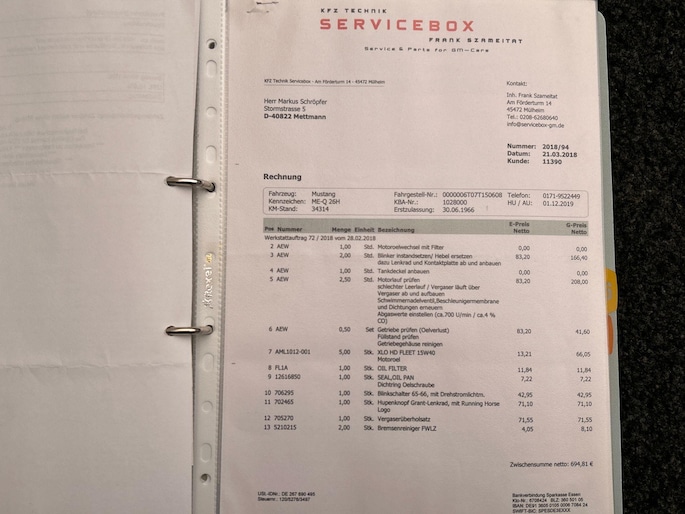 KFZ TECHNIK
SERVICEBOX
FRANK SZAMEITAT
Service & Parts for GM-Cars
KFZ Technik Servicebox - Am Förderturm 14 - 45472 Mülheim
Kontakt:
Herr Markus Schröpfer
Stormstrasse 5
D-40822 Mettmann
Inh. Frank Szameitat
Am Förderturm 14
45472 Mülheim
Tel.: 0208-62680640
info@servicebox-gm.de
Nummer: 2018/94
Datum: 21.03.2018
Kunde: 11390
Rechnung
Fahrzeug: Mustang Fahrgestell-Nr.: 0000006T07T150608 Telefon: 0171-9522449
Kennzeichen: ME-Q 26H KBA-Nr.: 1028000 HU / AU: 01.12.2019
KM-Stand: 34314 Erstzulassung: 30.06.1966
Pos Nummer Menge Einheit Bezeichnung E-Preis Netto G-Preis Netto
Werkstattauftrag 72 / 2018 vom 28.02.2018
2 AEW 1,00 Std. Motoroelwechsel mit Filter 0,00 0,00
3 AEW 2,00 Std. Blinker instandsetzen/ Hebel ersetzen 83,20 166,40
dazu Lenkrad und Kontaktplatte ab und anbauen
4 AEW 1,00 Std. Tankdeckel anbauen 0,00 0,00
5 AEW 2,50 Std. Motorlauf prüfen 83,20 208,00
schlechter Leerlauf / Vergaser läuft über
Vergaser ab und aufbauen
Schwimmernadelventil,Beschleunigermembrane
und Dichtungen erneuern
Abgaswerte einstellen (ca.700 U/min / ca.4 %
CO)
6 AEW 0,50 Set Getriebe prüfen (Oelverlust) 83,20 41,60
Füllstand prüfen
Getriebegehäuse reinigen
7 AML1012-001 5,00 Stk. XLO HD FLEET 15W40 13,21 66,05
Motoroel
8 FL1A 1,00 Stk. OIL FILTER 11,84 11,84
9 12616850 1,00 Stk. SEAL,OIL PAN 7,22 7,22
Dichtring Oelschraube
10 706295 1,00 Stk. Blinkschalter 65-66, mit Drehstromlichtm. 42,95 42,95
11 702465 1,00 Stk. Hupenknopf Grant-Lenkrad, mit Running Horse 71,10 71,10
Logo
12 705270 1,00 Stk. Vergaserüberholsatz 71,55 71,55
13 5210215 2,00 Stk. Bremsenreiniger FWLZ 4,05 8,10
Zwischensumme netto: 694,81 €
USt.-IDNr.: DE 267 890 466
Bankverbindung Sparkasse Essen